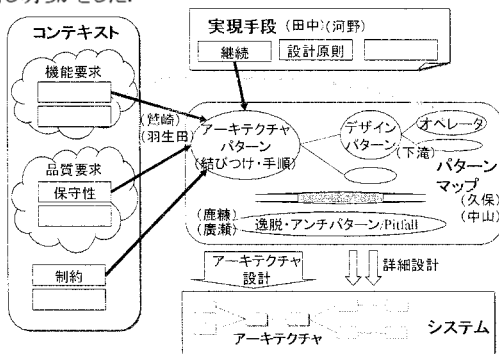 コンテキスト
機能要求
品質要求
保守性
制約
実現手段 (田中)(河野)
継続
設計原則
(鷲崎)
(羽生田)
アーキテクチャ
パターン
(結びつけ・手順)
デザイン
パターン
オペレータ
(下滝)
パターン
マップ
(久保)
(中山)
(鹿糠)
(廣瀬)
逸脱・アンチパターン/Pitfall
アーキテクチャ
設計
詳細設計
システム
アーキテクチャ